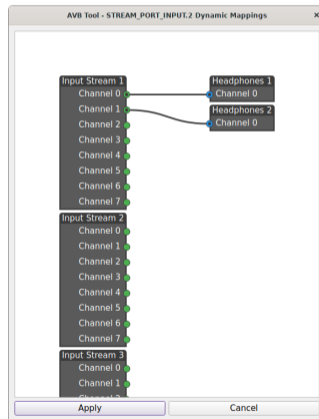 AVB Tool - STREAM_PORT_INPUT.2 Dynamic Mappings
Input Stream 1
Channel 0
Channel 1
Channel 2
Channel 3
Channel 4
Channel 5
Channel 6
Channel 7
Headphones 1
Channel 0
Headphones 2
Channel 0
Input Stream 2
Channel 0
Channel 1
Channel 2
Channel 3
Channel 4
Channel 5
Channel 6
Channel 7
Input Stream 3
Channel 0
Channel 1
Apply
Cancel